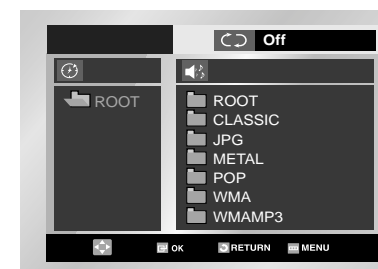 Off
ROOT
ROOT
CLASSIC
JPG
METAL
POP
WMA
WMAMP3
OK RETURN MENU